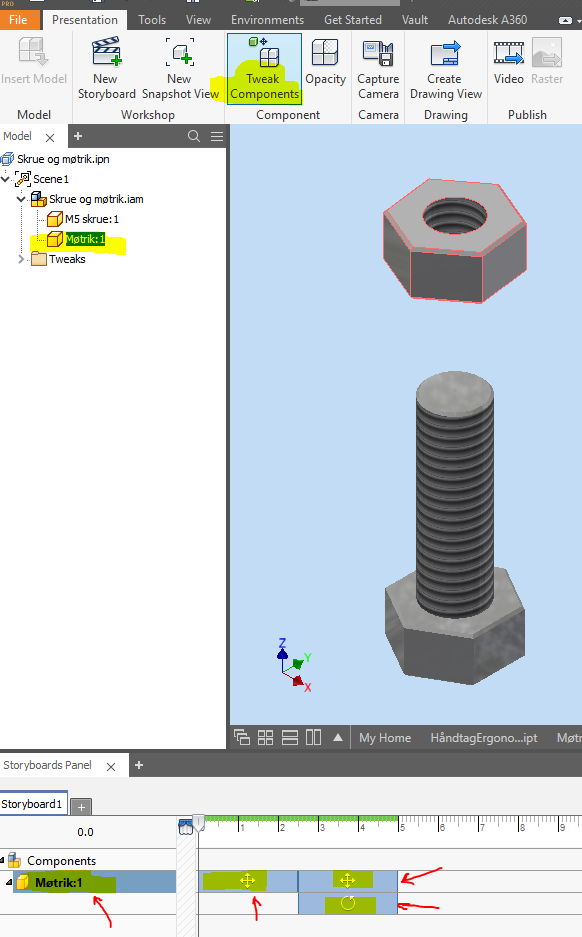 PRO
File Presentation Tools View Environments Get Started Vault Autodesk A360
Insert Model
New Storyboard
New Snapshot View
Tweak Components
Opacity
Capture Camera
Create Drawing View
Video
Raster
Model Workshop Component Camera Drawing Publish
Model
Skrue og møtrik.ipn
Scene1
Skrue og møtrik.iam
M5 skrue:1
Møtrik:1
Tweaks
Z
Y
X
My Home HåndtagErgono...ipt Møtr
Storyboards Panel
Storyboard1
0.0 1 2 3 4 5 6 7 8 9
Components
Møtrik:1